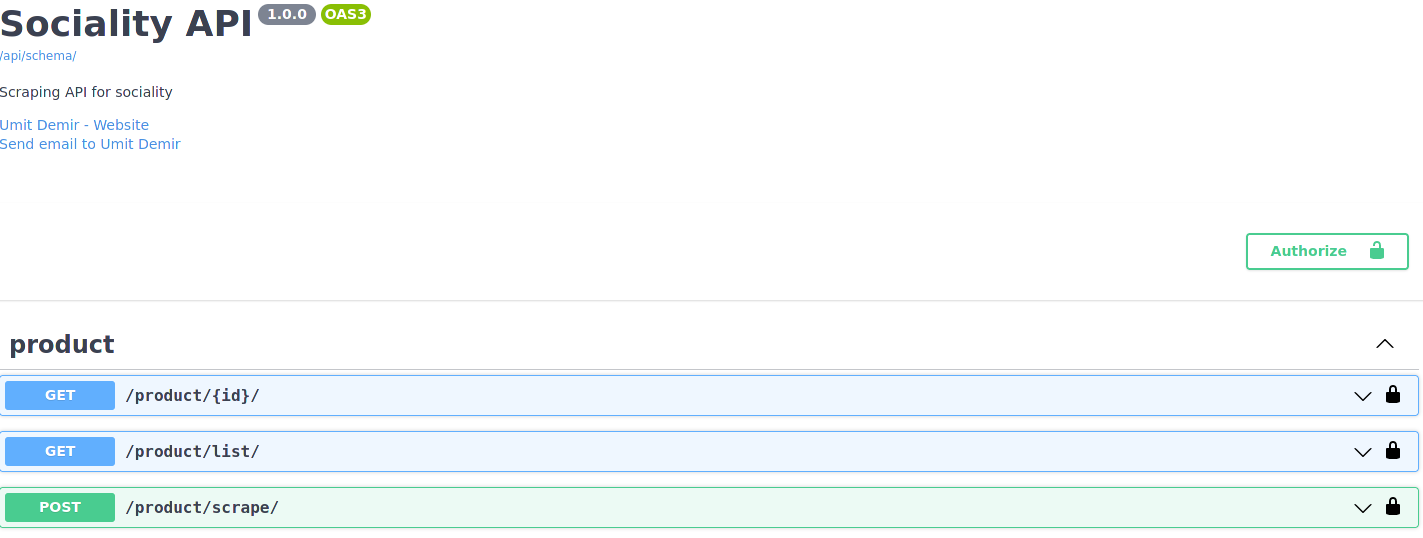 Sociality API 1.0.0 OAS3
/api/schema/
Scraping API for sociality
Umit Demir - Website
Send email to Umit Demir
Authorize
product
GET /product/{id}/
GET /product/list/
POST /product/scrape/